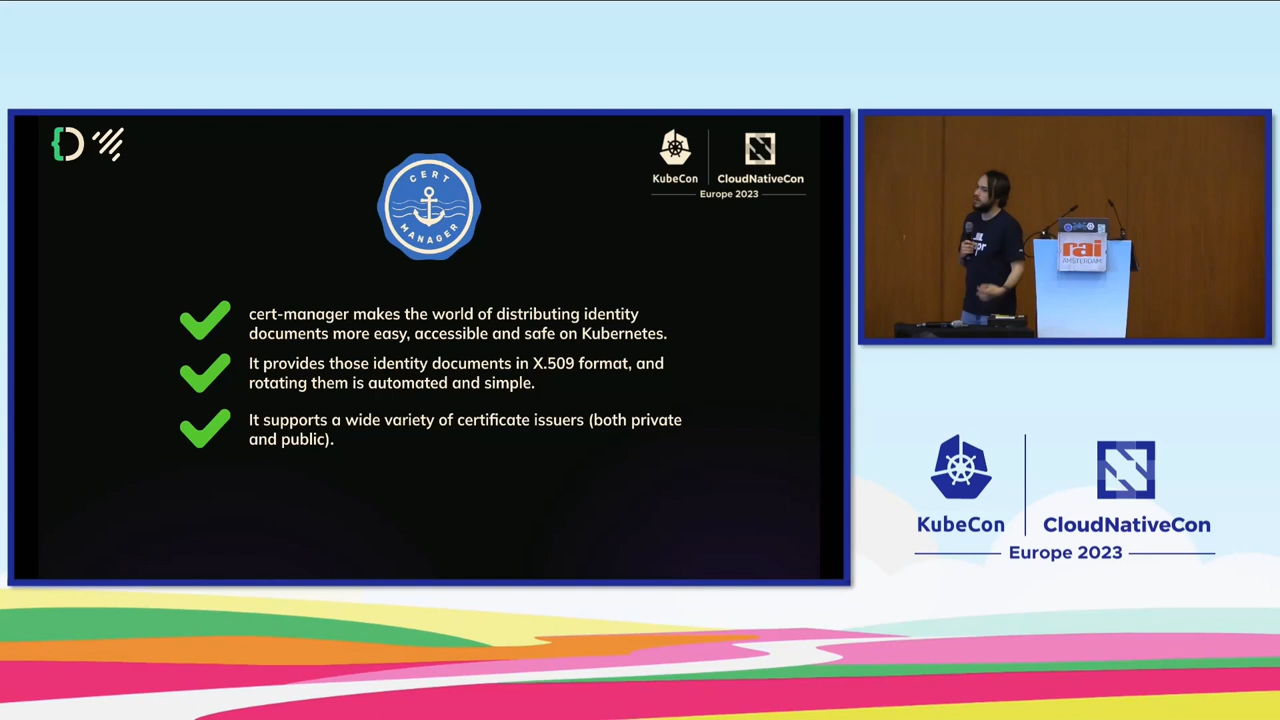 CERT
MANAGER
KubeCon
CloudNativeCon
Europe 2023
cert-manager makes the world of distributing identity
documents more easy, accessible and safe on Kubernetes.
It provides those identity documents in X.509 format, and
rotating them is automated and simple.
It supports a wide variety of certificate issuers (both private
and public).
rai
AMSTERDAM
KubeCon
CloudNativeCon
Europe 2023